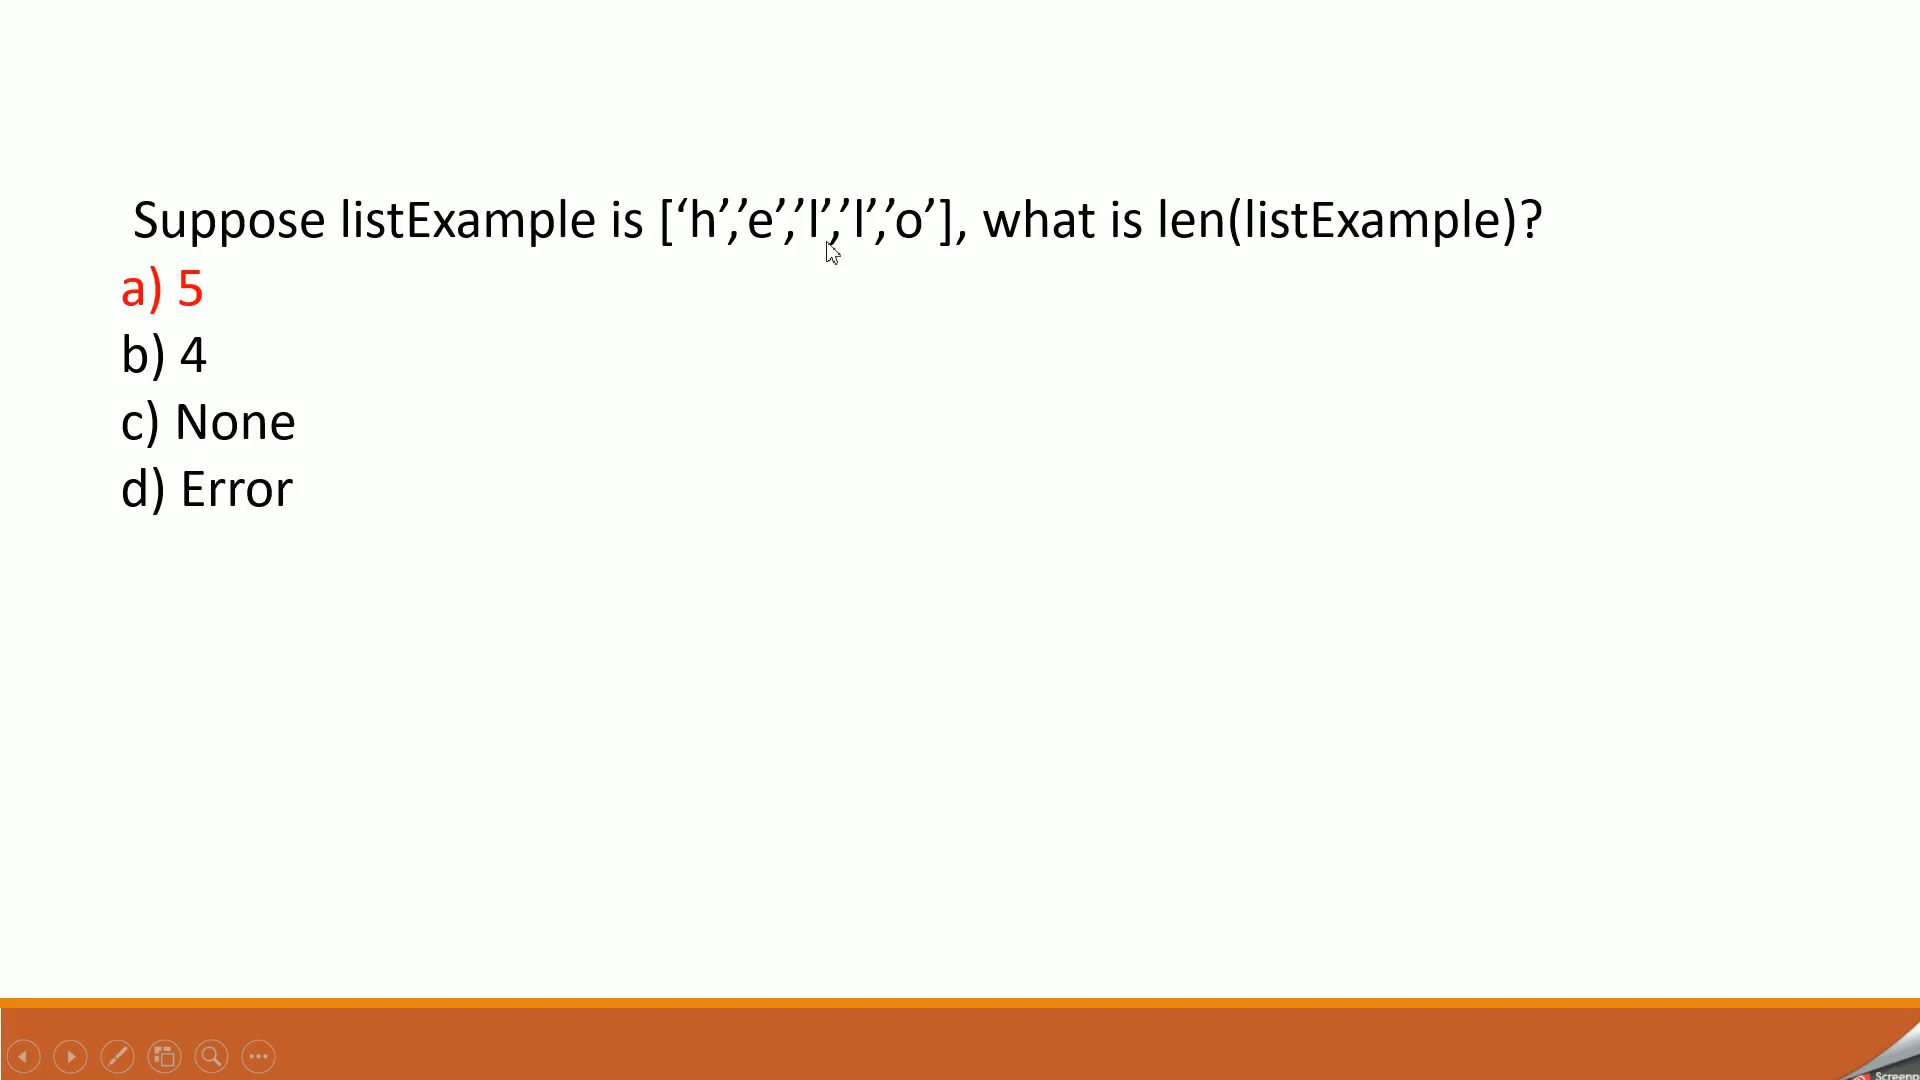 Suppose listExample is [‘h’,’e’,’l’,’l’,’o’], what is len(listExample)?
a) 5
b) 4
c) None
d) Error